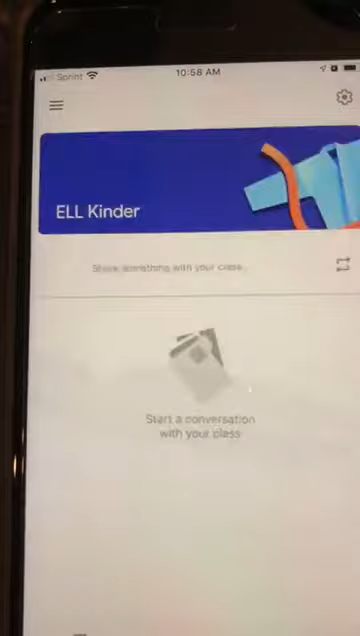 Sprint
10:58 AM
ELL Kinder
Share something with your class
Start a conversation
with your class